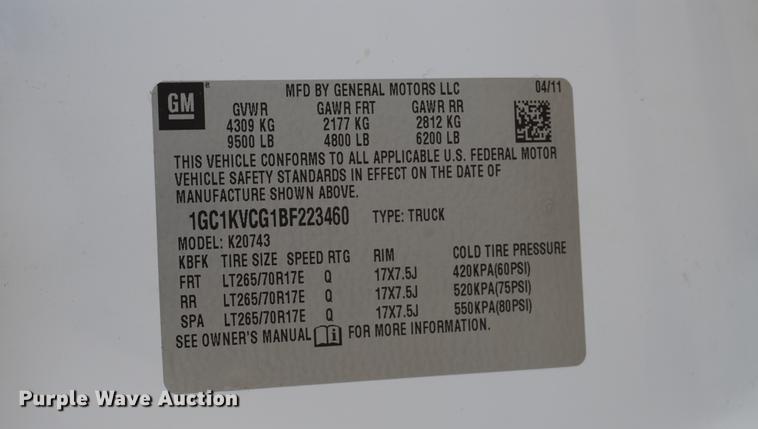 GM
MFD BY GENERAL MOTORS LLC 04/11
GVWR GAWR FRT GAWR RR
4309 KG 2177 KG 2812 KG
9500 LB 4800 LB 6200 LB
THIS VEHICLE CONFORMS TO ALL APPLICABLE U.S. FEDERAL MOTOR
VEHICLE SAFETY STANDARDS IN EFFECT ON THE DATE OF
MANUFACTURE SHOWN ABOVE.
1GC1KVCG1BF223460 TYPE: TRUCK
MODEL: K20743
KBFK TIRE SIZE SPEED RTG RIM COLD TIRE PRESSURE
FRT LT265/70R17E Q 17X7.5J 420KPA(60PSI)
RR LT265/70R17E Q 17X7.5J 520KPA(75PSI)
SPA LT265/70R17E Q 17X7.5J 550KPA(80PSI)
SEE OWNER'S MANUAL i FOR MORE INFORMATION.
Purple Wave Auction